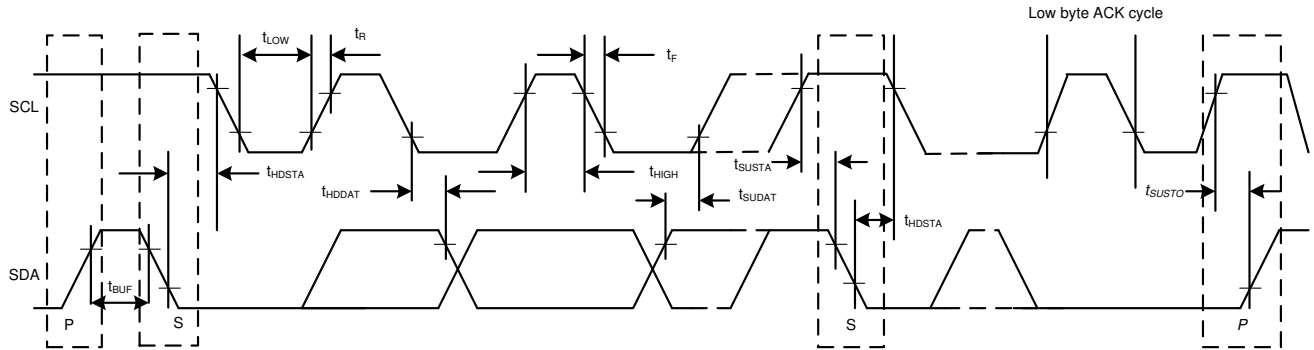 Low byte ACK cycle
tLOW
tR
tF
SCL
tHDSTA
tHDDAT
tHIGH
tSUDAT
tSUSTA
tHDSTA
tSUSTO
SDA
tBUF
P
S
S
P